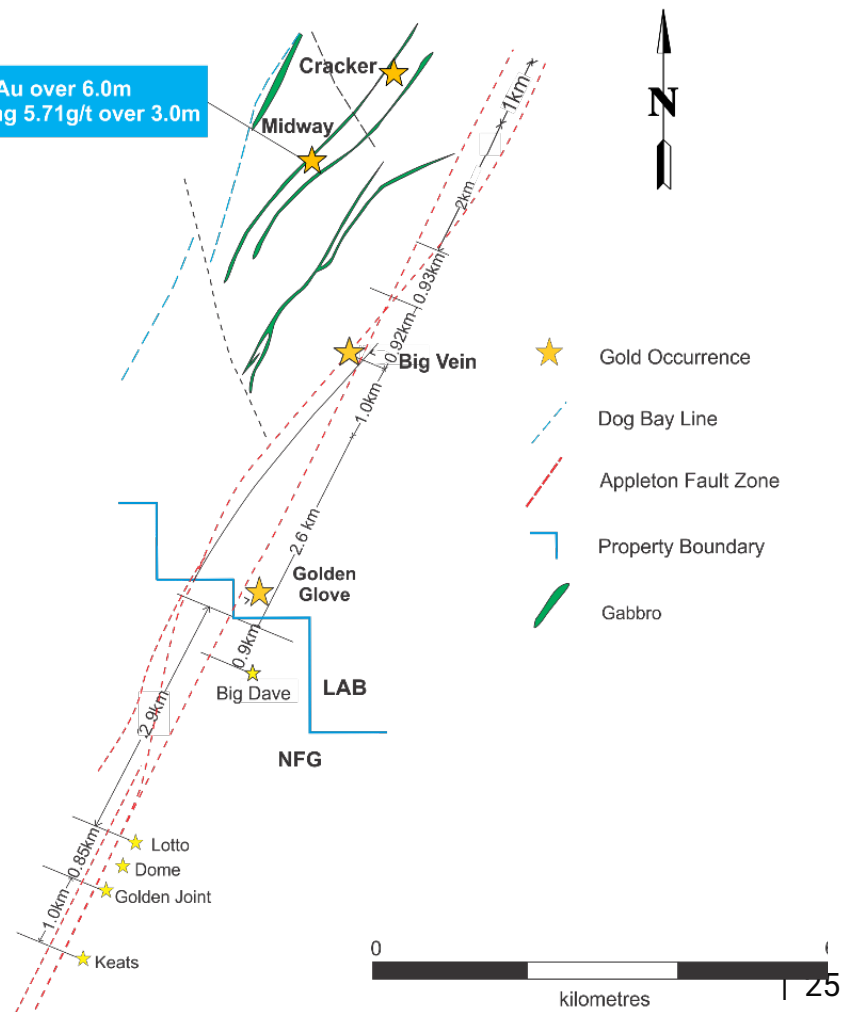 Au over 6.0m
5.71g/t over 3.0m
Cracker
Midway
N
1km
2km
0.93km
0.92km
Big Vein
1.0km
2.6 km
Golden
Glove
0.9km
Big Dave
LAB
NFG
2.9km
0.85km
Lotto
Dome
Golden Joint
1.0km
Keats
Gold Occurrence
Dog Bay Line
Appleton Fault Zone
Property Boundary
Gabbro
0
kilometres
| 25